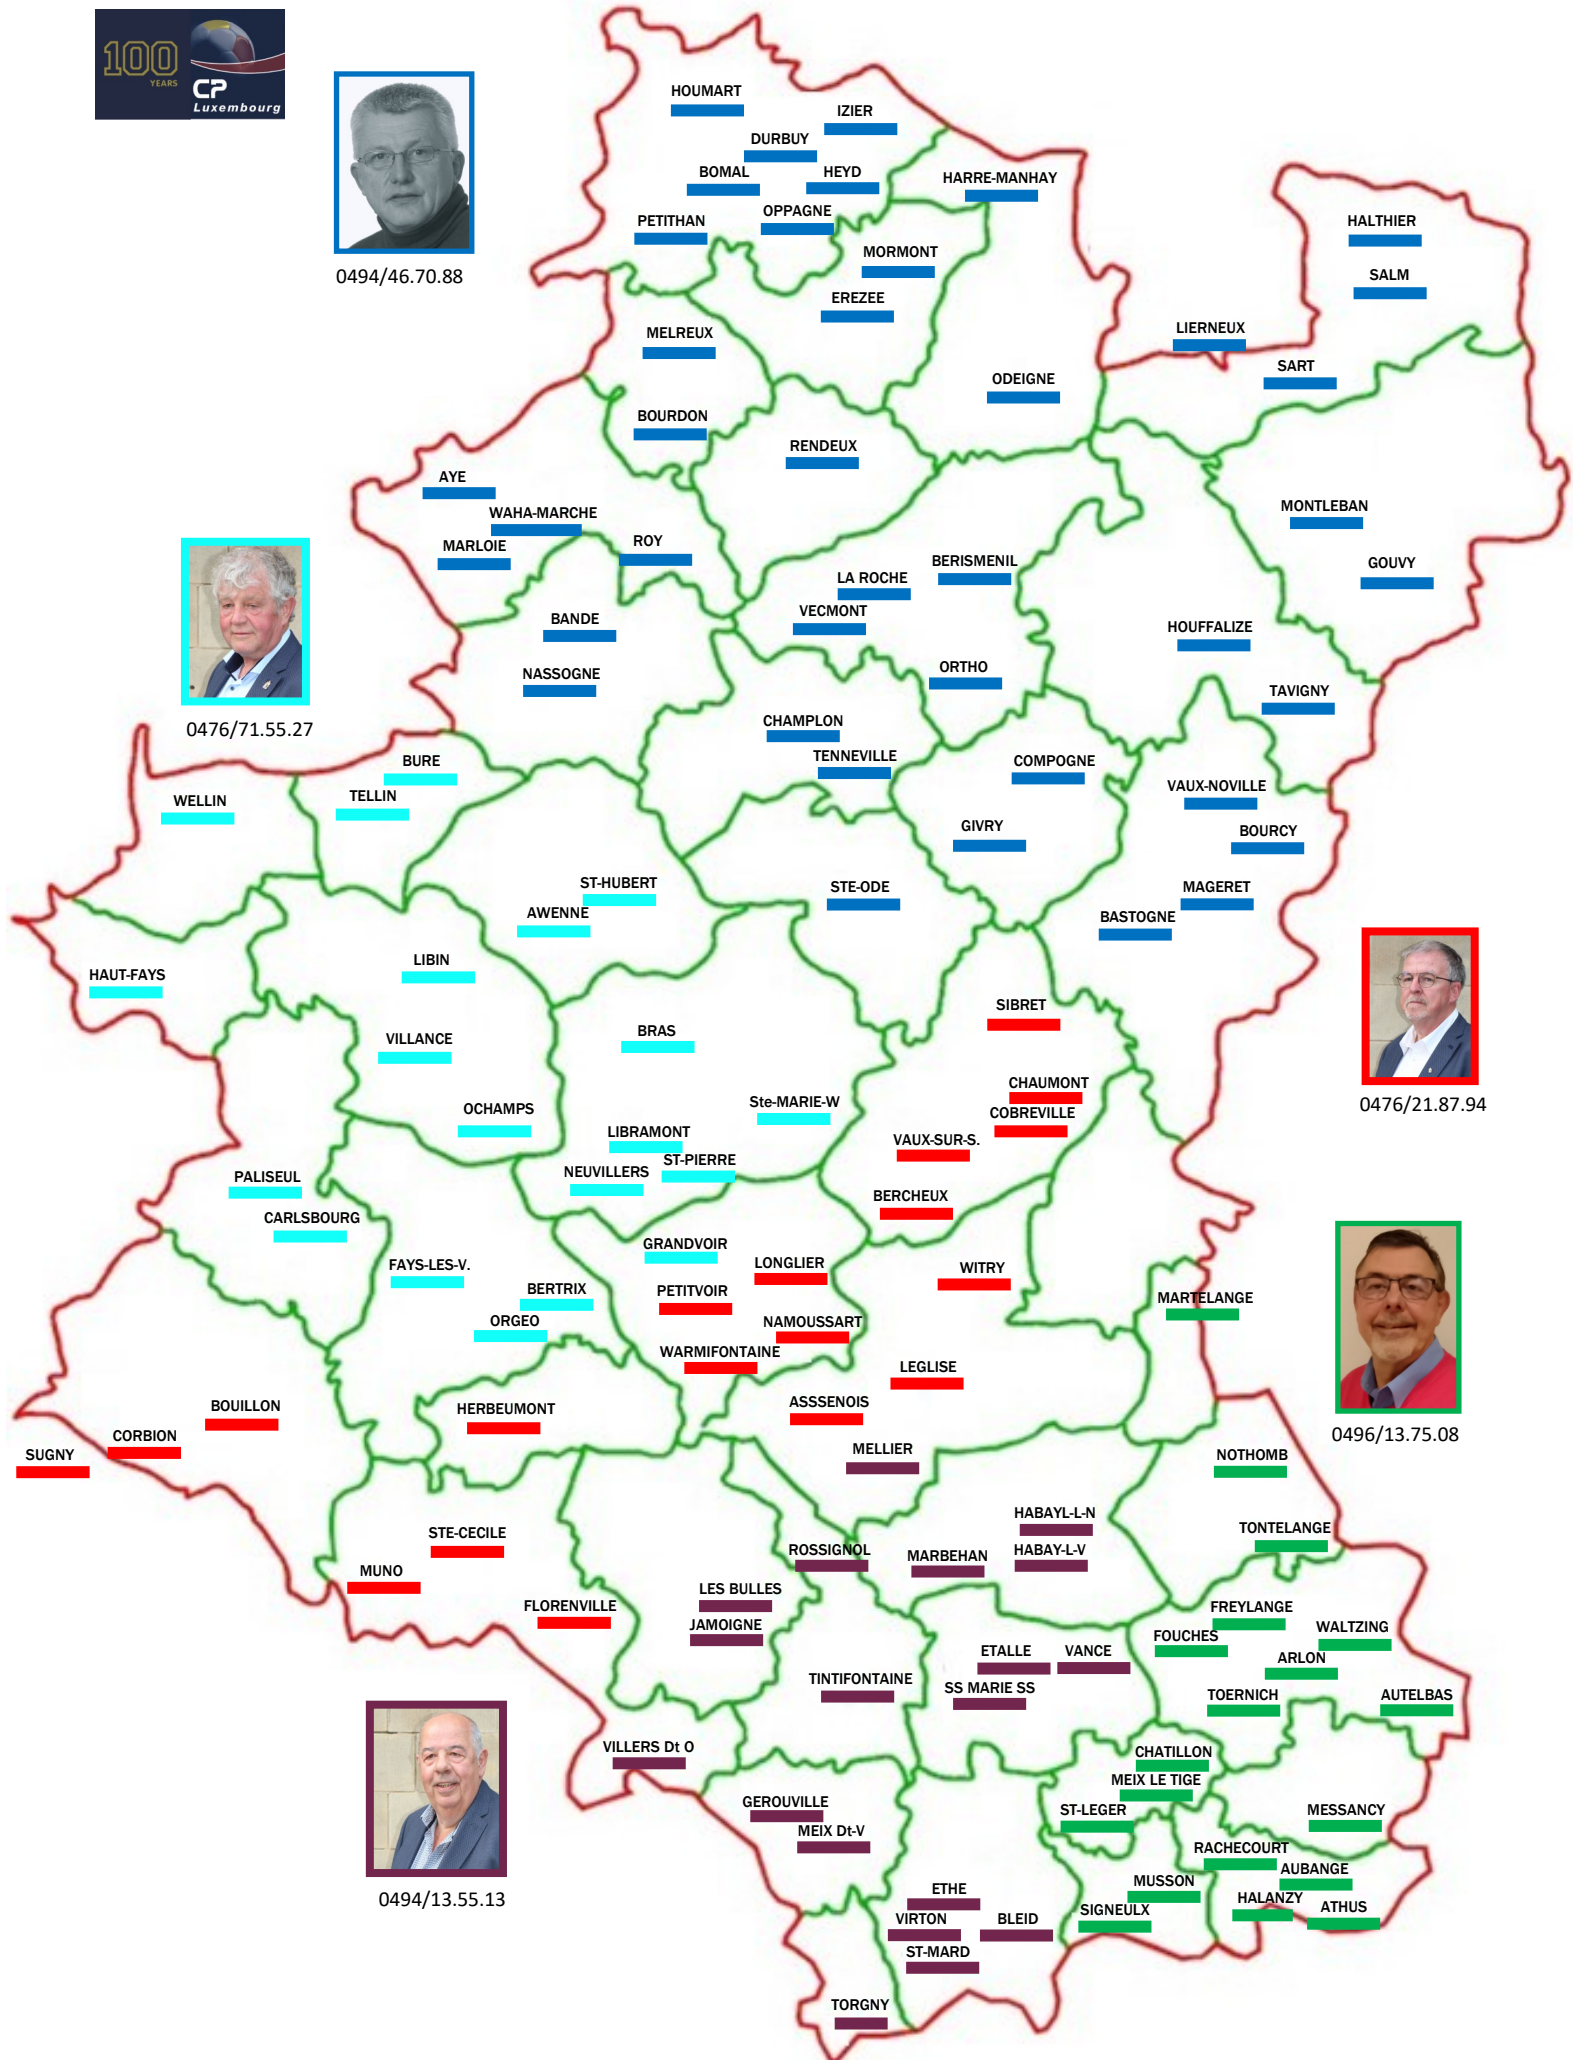 100
YEARS
CP
Luxembourg
0494/46.70.88
HOUMART
IZIER
DURBUY
BOMAL
HEYD
HARRE-MANHAY
PETITHAN
OPPAGNE
HALTHIER
MORMONT
SALM
EREZEE
MELREUX
LIERNEUX
SART
ODEIGNE
BOURDON
RENDEUX
AYE
WAHA-MARCHE
MONTLEBAN
MARLOIE
ROY
BERISMENIL
GOUVY
LA ROCHE
VECMONT
BANDE
HOUFFALIZE
NASSOGNE
ORTHO
TAVIGNY
0476/71.55.27
CHAMPLON
TENNEVILLE
COMPOGNE
BURE
WELLIN
TELLIN
VAUX-NOVILLE
GIVRY
BOURCY
ST-HUBERT
STE-ODE
MAGERET
AWENNE
BASTOGNE
HAUT-FAYS
LIBIN
SIBRET
VILLANCE
BRAS
CHAUMONT
0476/21.87.94
OCHAMPS
Ste-MARIE-W
COBREVILLE
LIBRAMONT
VAUX-SUR-S.
NEUVILLERS
ST-PIERRE
PALISEUL
BERCHEUX
CARLSBOURG
GRANDVOIR
FAYS-LES-V.
LONGLIER
WITRY
BERTRIX
PETITVOIR
MARTELANGE
ORGEO
NAMOUSSART
WARMIFONTAINE
LEGLISE
BOUILLON
HERBEUMONT
ASSSENOIS
0496/13.75.08
SUGNY
CORBION
MELLIER
NOTHOMB
HABAYL-L-N
STE-CECILE
TONTELANGE
ROSSIGNOL
MARBEHAN
HABAY-L-V
MUNO
LES BULLES
FLORENVILLE
FREYLANGE
JAMOIGNE
FOUCHES
WALTZING
ETALLE
VANCE
ARLON
TINTIFONTAINE
SS MARIE SS
TOERNICH
AUTELBAS
VILLERS Dt O
CHATILLON
MEIX LE TIGE
GEROUVILLE
ST-LEGER
MESSANCY
MEIX Dt-V
RACHECOURT
AUBANGE
0494/13.55.13
ETHE
MUSSON
HALANZY
ATHUS
VIRTON
BLEID
SIGNEULX
ST-MARD
TORGNY